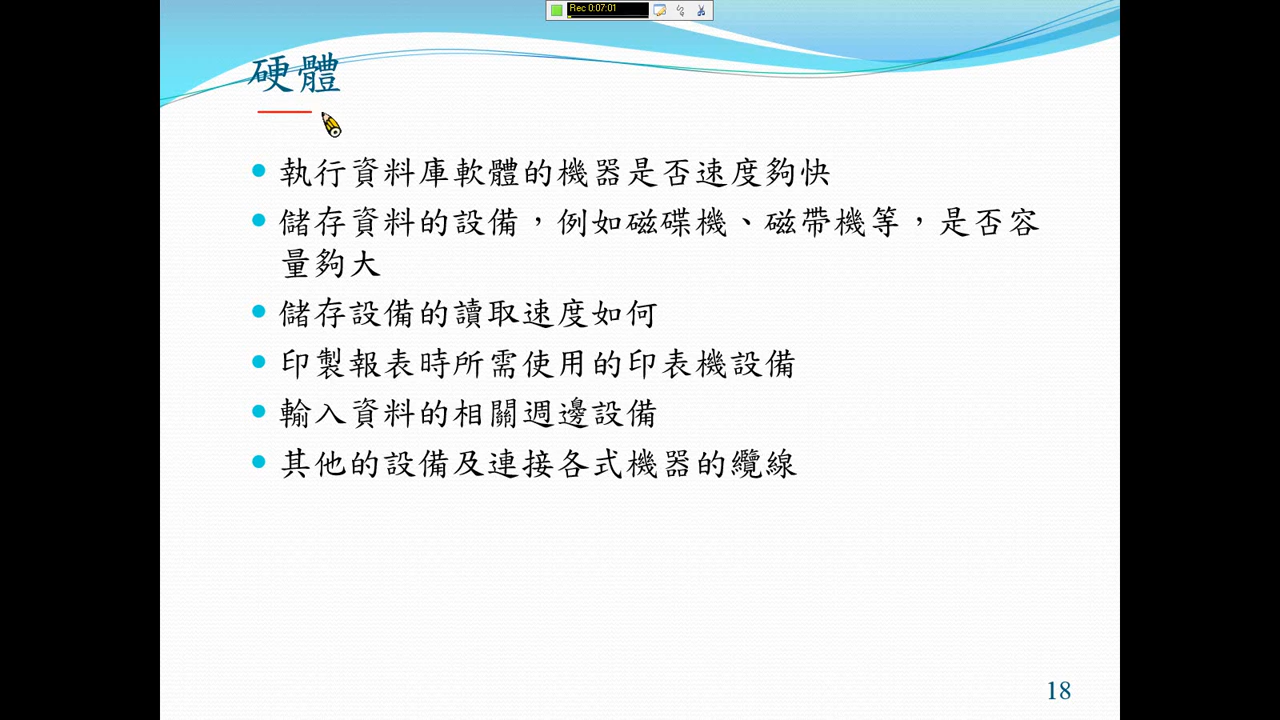 Rec 0:07:01
硬體
執行資料庫軟體的機器是否速度夠快
儲存資料的設備，例如磁碟機、磁帶機等，是否容
量夠大
儲存設備的讀取速度如何
印製報表時所需使用的印表機設備
輸入資料的相關週邊設備
其他的設備及連接各式機器的纜線
18